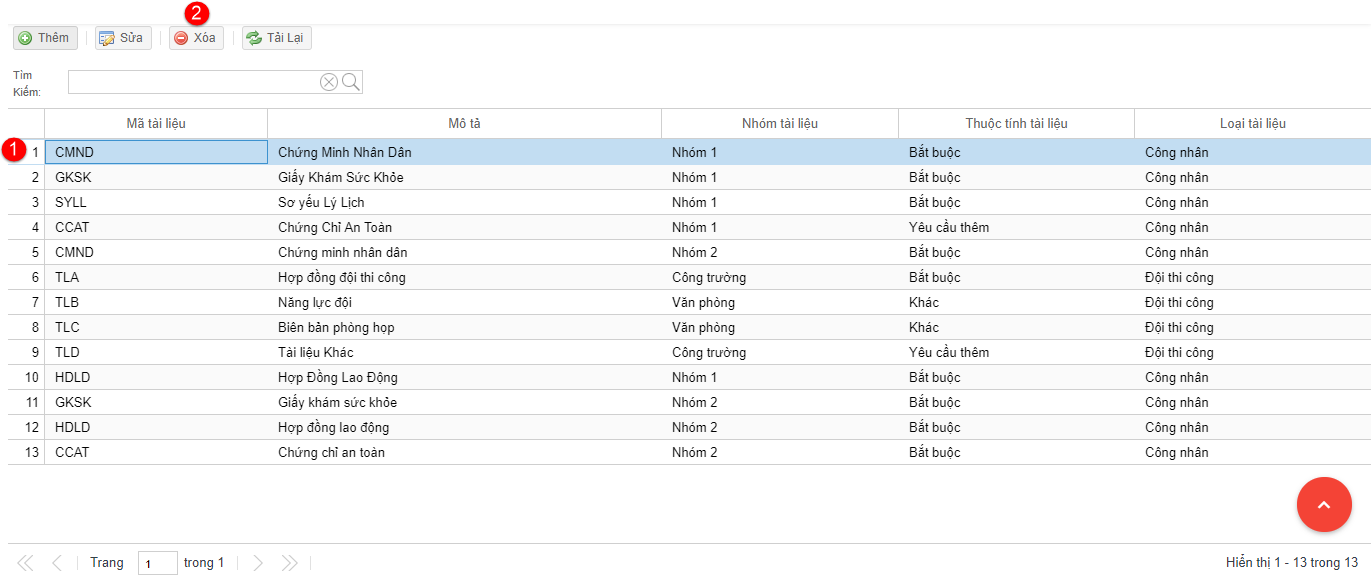 2
Thêm Sửa Xóa Tải Lại
Tìm
Kiếm:
Mã tài liệu Mô tả Nhóm tài liệu Thuộc tính tài liệu Loại tài liệu
1 1 CMND Chứng Minh Nhân Dân Nhóm 1 Bắt buộc Công nhân
2 GKSK Giấy Khám Sức Khỏe Nhóm 1 Bắt buộc Công nhân
3 SYLL Sơ yếu Lý Lịch Nhóm 1 Bắt buộc Công nhân
4 CCAT Chứng Chỉ An Toàn Nhóm 1 Yêu cầu thêm Công nhân
5 CMND Chứng minh nhân dân Nhóm 2 Bắt buộc Công nhân
6 TLA Hợp đồng đội thi công Công trường Bắt buộc Đội thi công
7 TLB Năng lực đội Văn phòng Khác Đội thi công
8 TLC Biên bản phòng họp Văn phòng Khác Đội thi công
9 TLD Tài liệu Khác Công trường Yêu cầu thêm Đội thi công
10 HDLD Hợp Đồng Lao Động Nhóm 1 Bắt buộc Công nhân
11 GKSK Giấy khám sức khỏe Nhóm 2 Bắt buộc Công nhân
12 HDLD Hợp đồng lao động Nhóm 2 Bắt buộc Công nhân
13 CCAT Chứng chỉ an toàn Nhóm 2 Bắt buộc Công nhân
Trang 1 trong 1 Hiển thị 1 - 13 trong 13